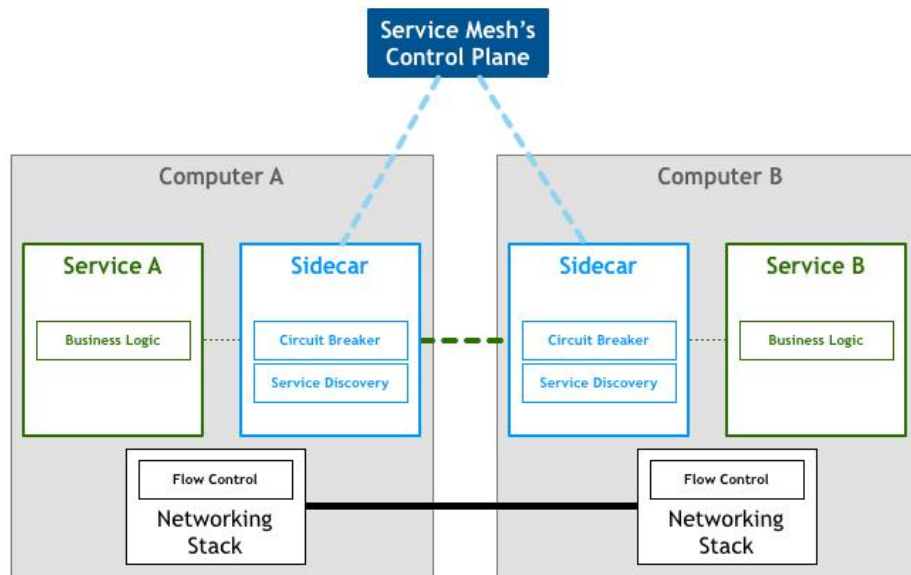 Service Mesh's
Control Plane
Computer A
Computer B
Service A
Sidecar
Sidecar
Service B
Business Logic
Circuit Breaker
Circuit Breaker
Business Logic
Service Discovery
Service Discovery
Flow Control
Flow Control
Networking
Stack
Networking
Stack